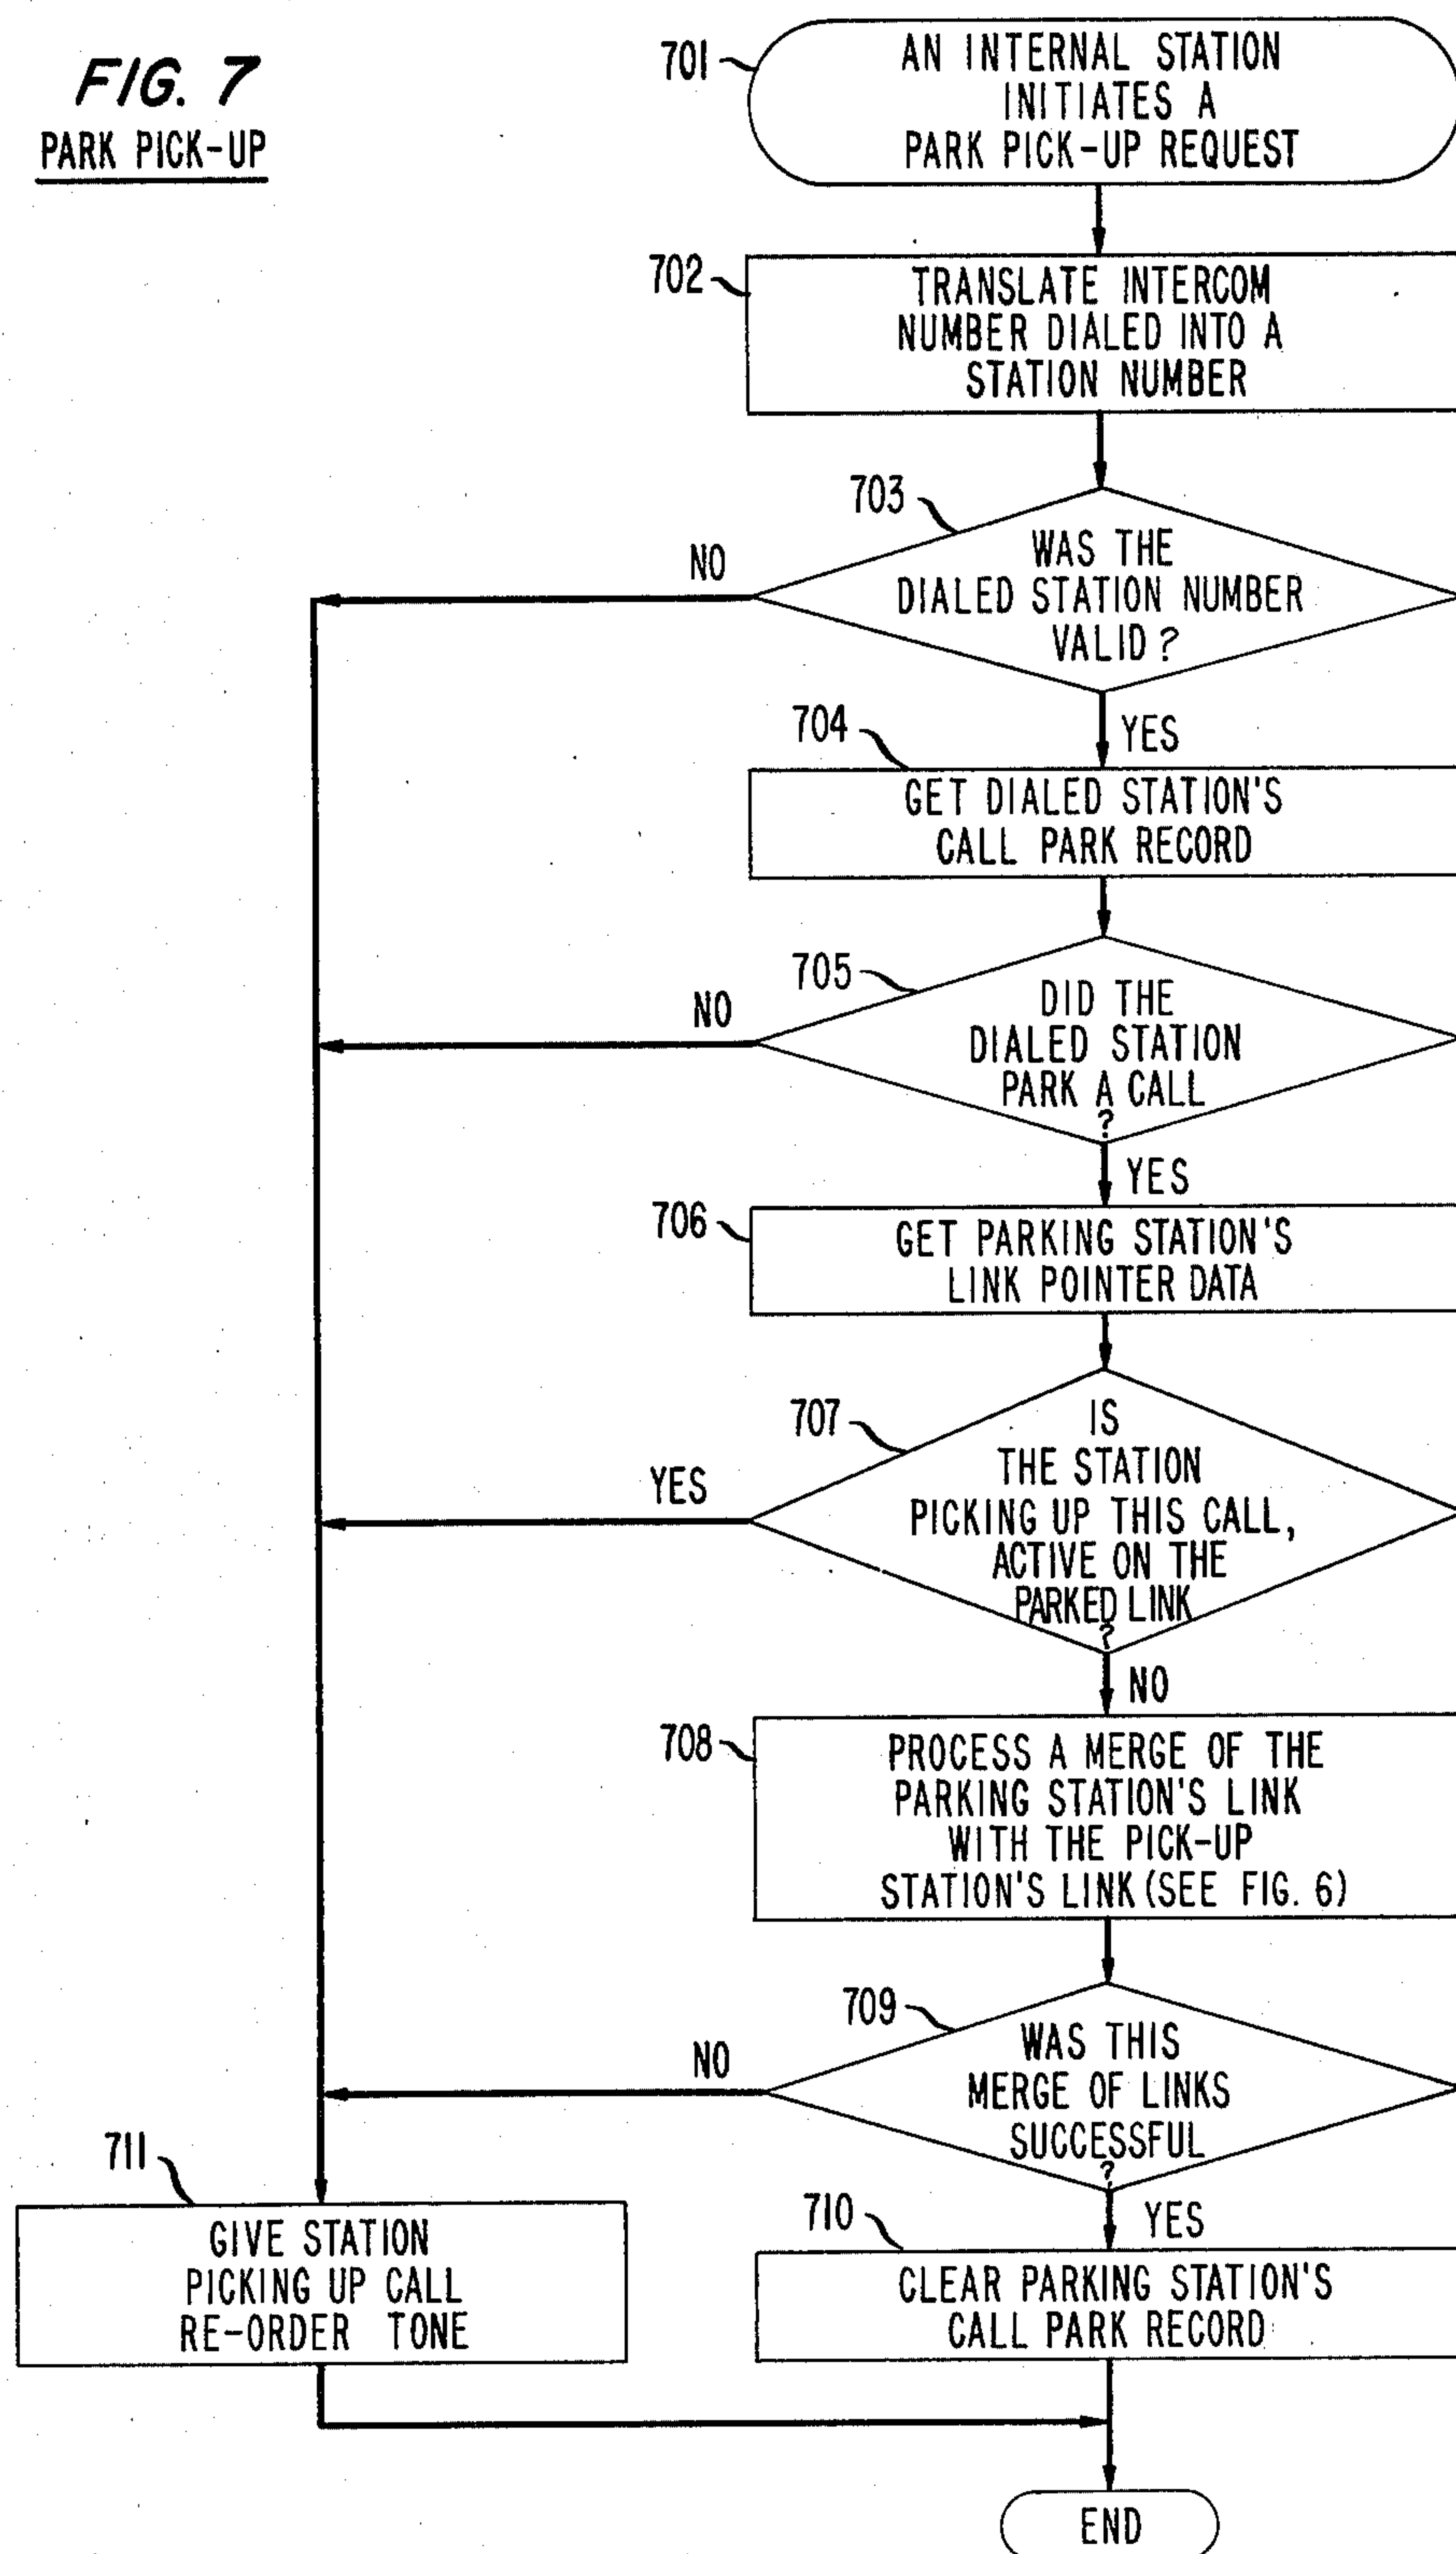 FIG. 7
PARK PICK-UP
701
AN INTERNAL STATION
INITIATES A
PARK PICK-UP REQUEST
702
TRANSLATE INTERCOM
NUMBER DIALED INTO A
STATION NUMBER
703
WAS THE
DIALED STATION NUMBER
VALID?
NO
YES
704
GET DIALED STATION'S
CALL PARK RECORD
705
DID THE
DIALED STATION
PARK A CALL
?
NO
YES
706
GET PARKING STATION'S
LINK POINTER DATA
707
IS
THE STATION
PICKING UP THIS CALL,
ACTIVE ON THE
PARKED LINK
?
YES
NO
708
PROCESS A MERGE OF THE
PARKING STATION'S LINK
WITH THE PICK-UP
STATION'S LINK (SEE FIG. 6)
709
WAS THIS
MERGE OF LINKS
SUCCESSFUL
?
NO
YES
710
CLEAR PARKING STATION'S
CALL PARK RECORD
711
GIVE STATION
PICKING UP CALL
RE-ORDER TONE
END